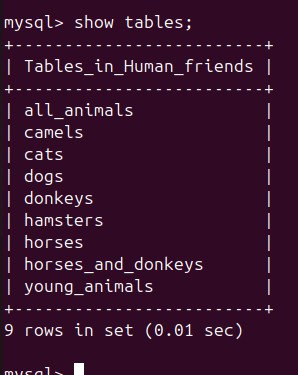 mysql> show tables;
+-------------------------+
| Tables_in_Human_friends |
+-------------------------+
| all_animals             |
| camels                  |
| cats                    |
| dogs                    |
| donkeys                 |
| hamsters                |
| horses                  |
| horses_and_donkeys      |
| young_animals           |
+-------------------------+
9 rows in set (0.01 sec)
mysql>